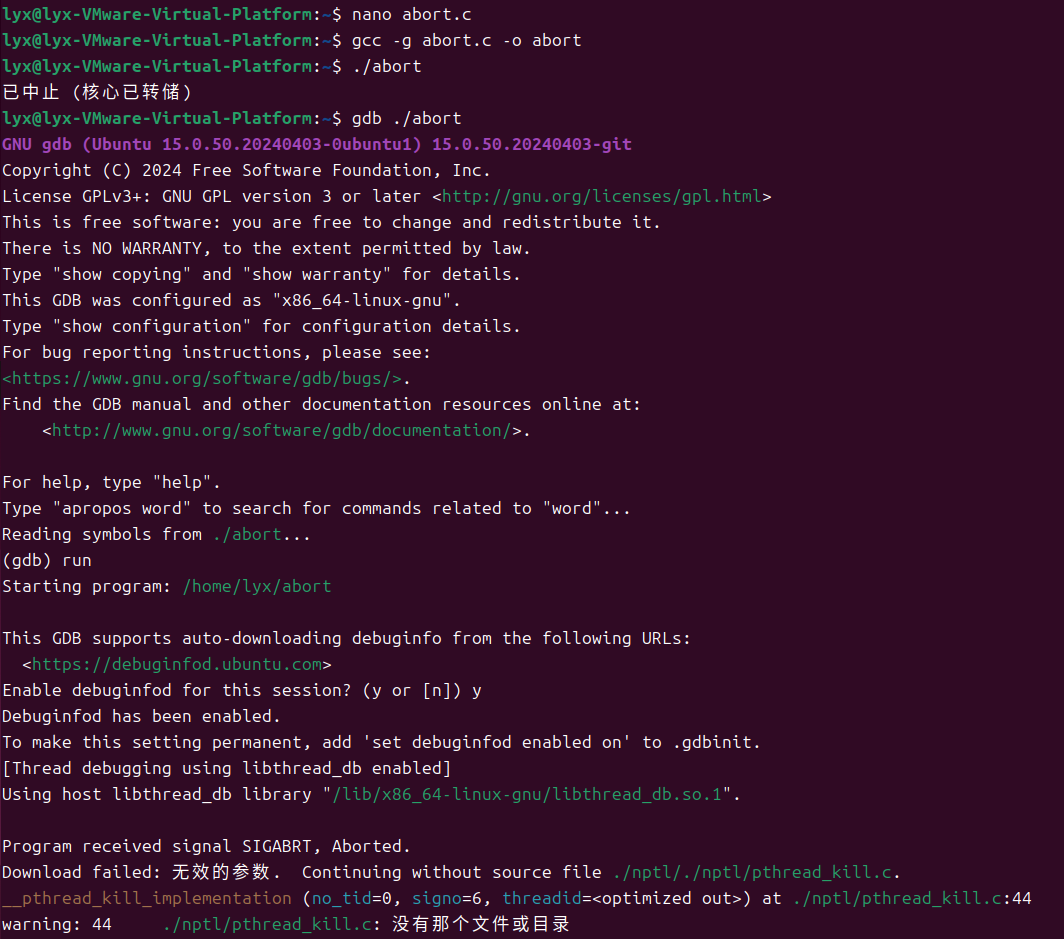 lyx@lyx-VMware-Virtual-Platform:~$ nano abort.c
lyx@lyx-VMware-Virtual-Platform:~$ gcc -g abort.c -o abort
lyx@lyx-VMware-Virtual-Platform:~$ ./abort
已中止 (核心已转储)
lyx@lyx-VMware-Virtual-Platform:~$ gdb ./abort
GNU gdb (Ubuntu 15.0.50.20240403-0ubuntu1) 15.0.50.20240403-git
Copyright (C) 2024 Free Software Foundation, Inc.
License GPLv3+: GNU GPL version 3 or later <http://gnu.org/licenses/gpl.html>
This is free software: you are free to change and redistribute it.
There is NO WARRANTY, to the extent permitted by law.
Type "show copying" and "show warranty" for details.
This GDB was configured as "x86_64-linux-gnu".
Type "show configuration" for configuration details.
For bug reporting instructions, please see:
<https://www.gnu.org/software/gdb/bugs/>.
Find the GDB manual and other documentation resources online at:
    <http://www.gnu.org/software/gdb/documentation/>.

For help, type "help".
Type "apropos word" to search for commands related to "word"...
Reading symbols from ./abort...
(gdb) run
Starting program: /home/lyx/abort

This GDB supports auto-downloading debuginfo from the following URLs:
  <https://debuginfod.ubuntu.com>
Enable debuginfod for this session? (y or [n]) y
Debuginfod has been enabled.
To make this setting permanent, add 'set debuginfod enabled on' to .gdbinit.
[Thread debugging using libthread_db enabled]
Using host libthread_db library "/lib/x86_64-linux-gnu/libthread_db.so.1".

Program received signal SIGABRT, Aborted.
Download failed: 无效的参数.  Continuing without source file ./nptl/./nptl/pthread_kill.c.
__pthread_kill_implementation (no_tid=0, signo=6, threadid=<optimized out>) at ./nptl/pthread_kill.c:44
warning: 44     ./nptl/pthread_kill.c: 没有那个文件或目录